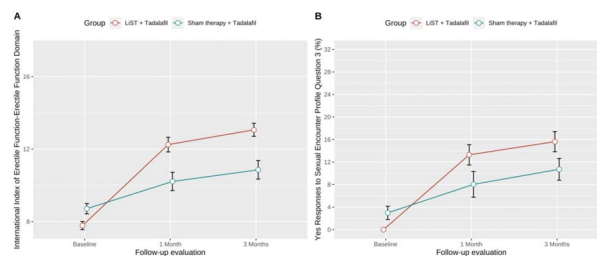 A
Group LiST + Tadalafil Sham therapy + Tadalafil
International Index of Erectile Function-Erectile Function Domain
16
12
8
Baseline 1 Month 3 Months
Follow-up evaluation
B
Group LiST + Tadalafil Sham therapy + Tadalafil
Yes Responses to Sexual Encounter Profile Question 3 (%)
32
28
24
20
16
12
8
4
0
Baseline 1 Month 3 Months
Follow-up evaluation